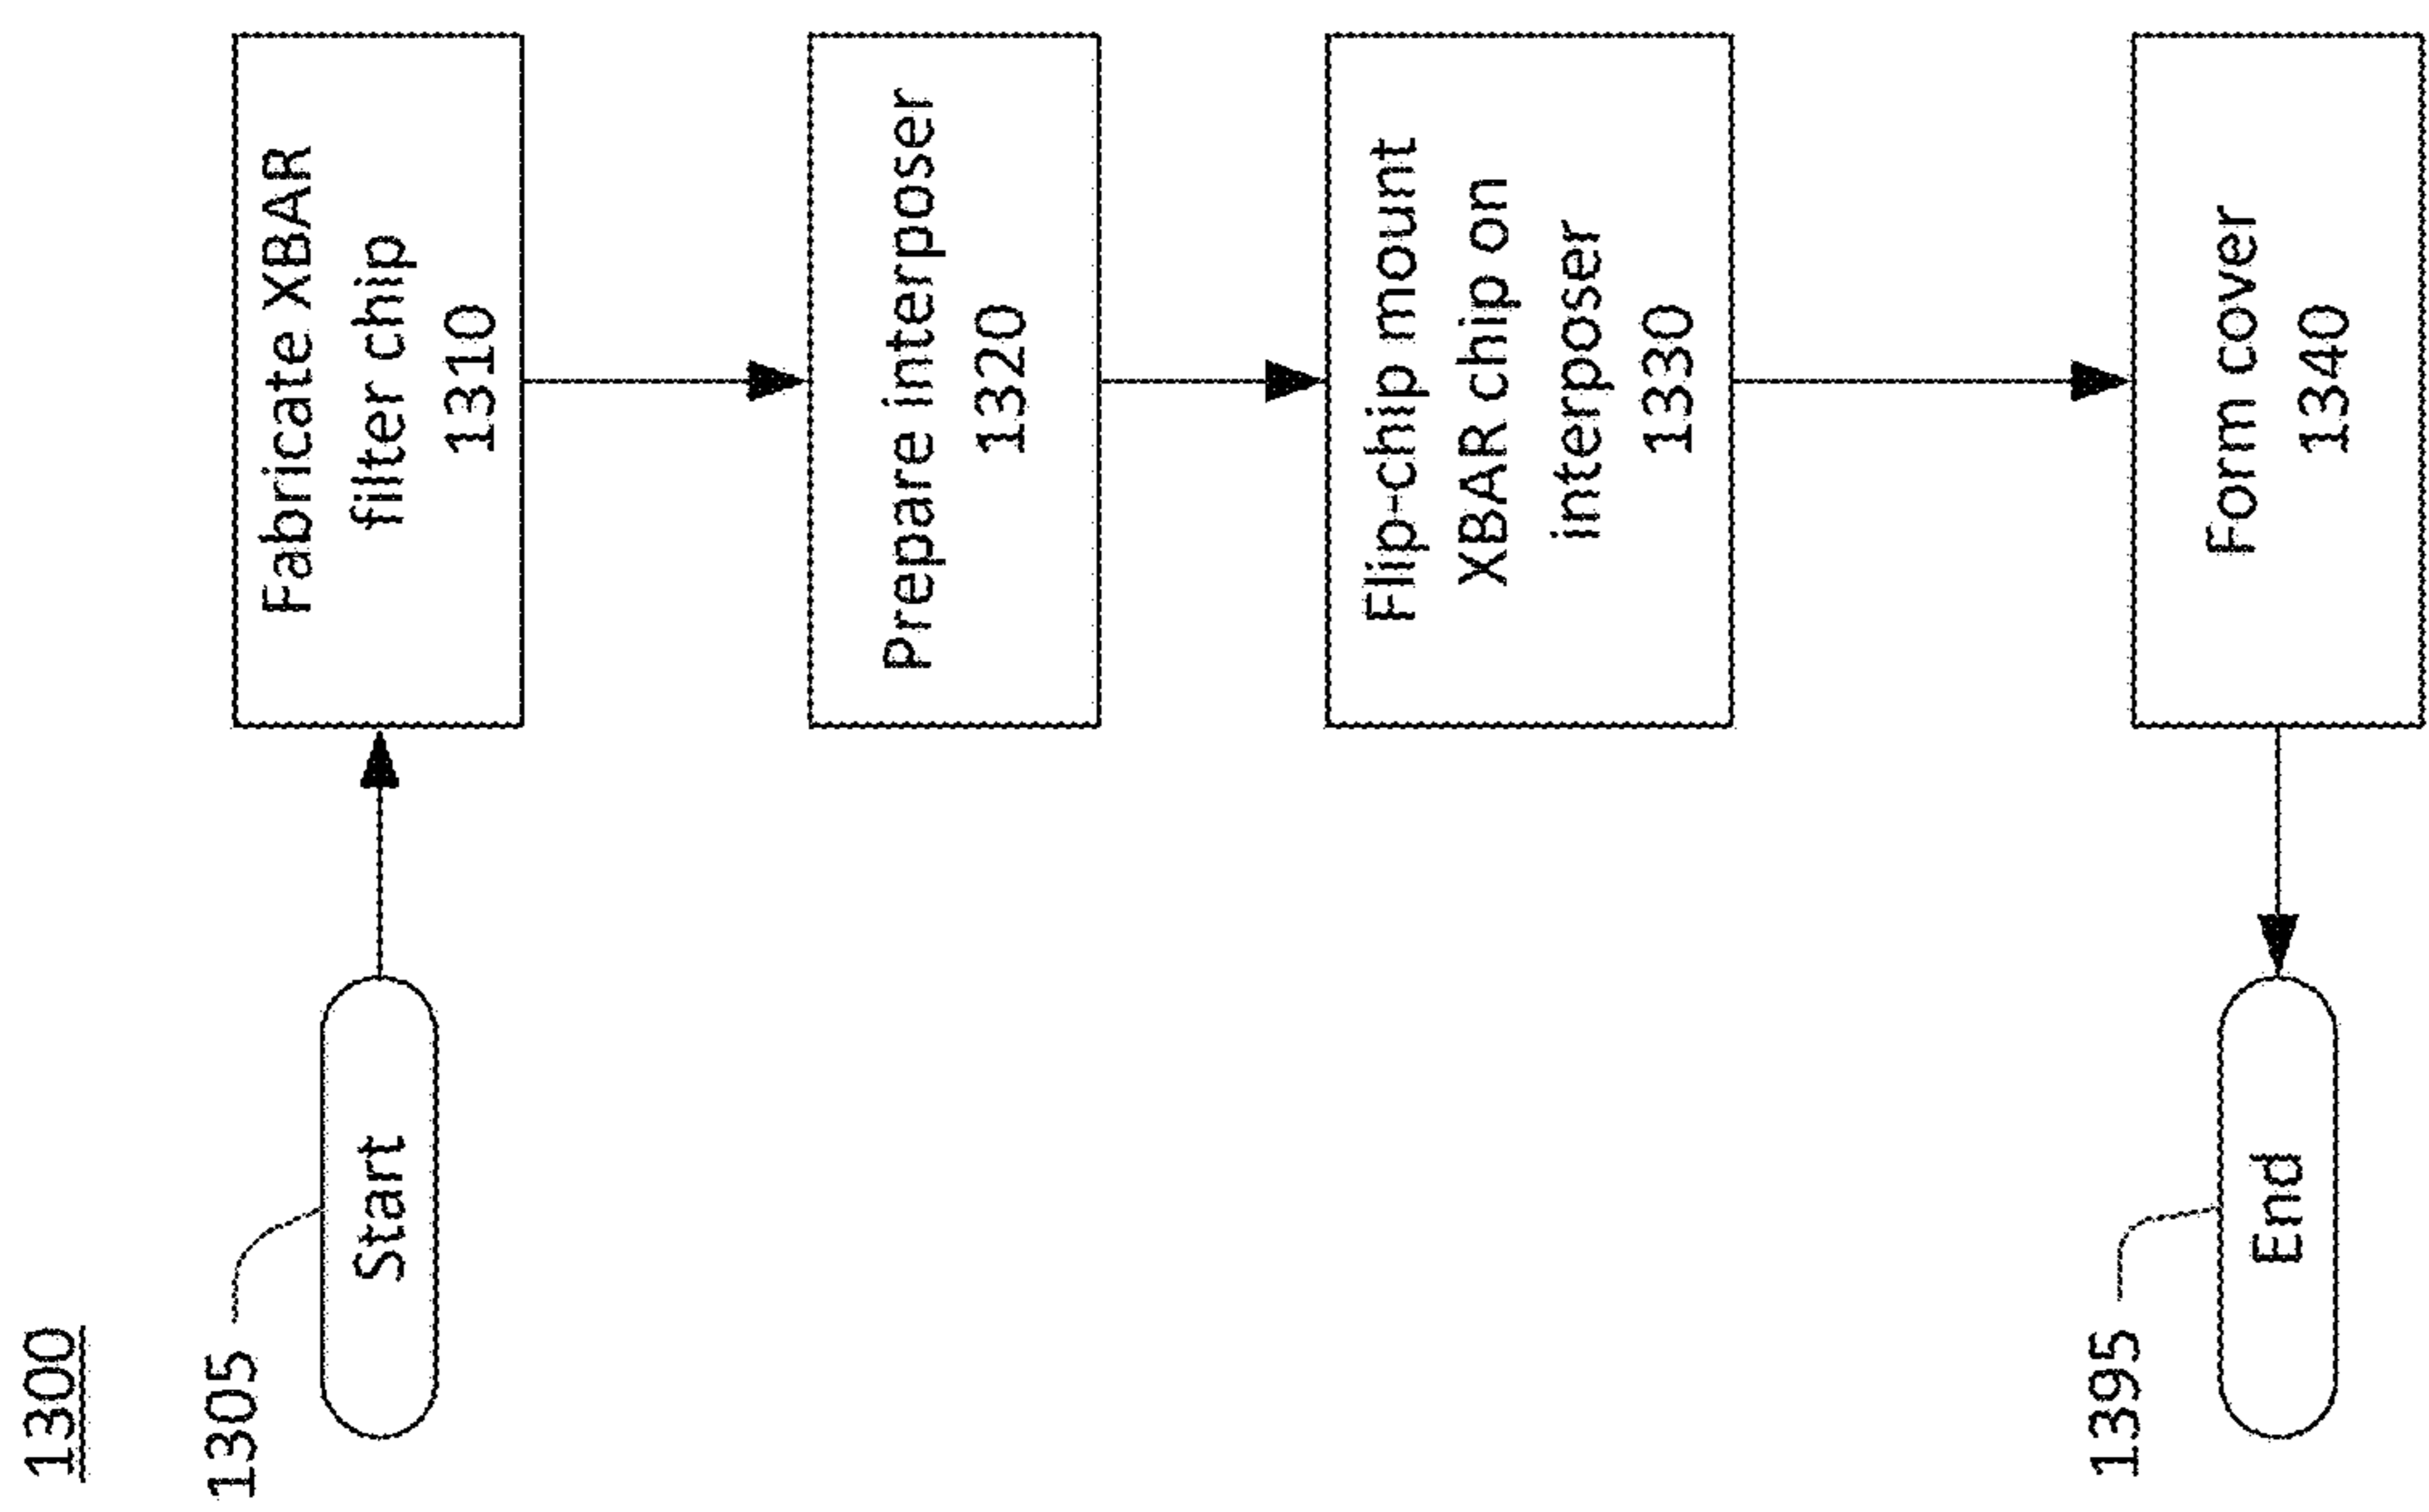 1300
1305
Start
Fabricate XBAR
filter chip
1310
Prepare interposer
1320
Flip-chip mount
XBAR chip on
interposer
1330
Form cover
1340
1395
End